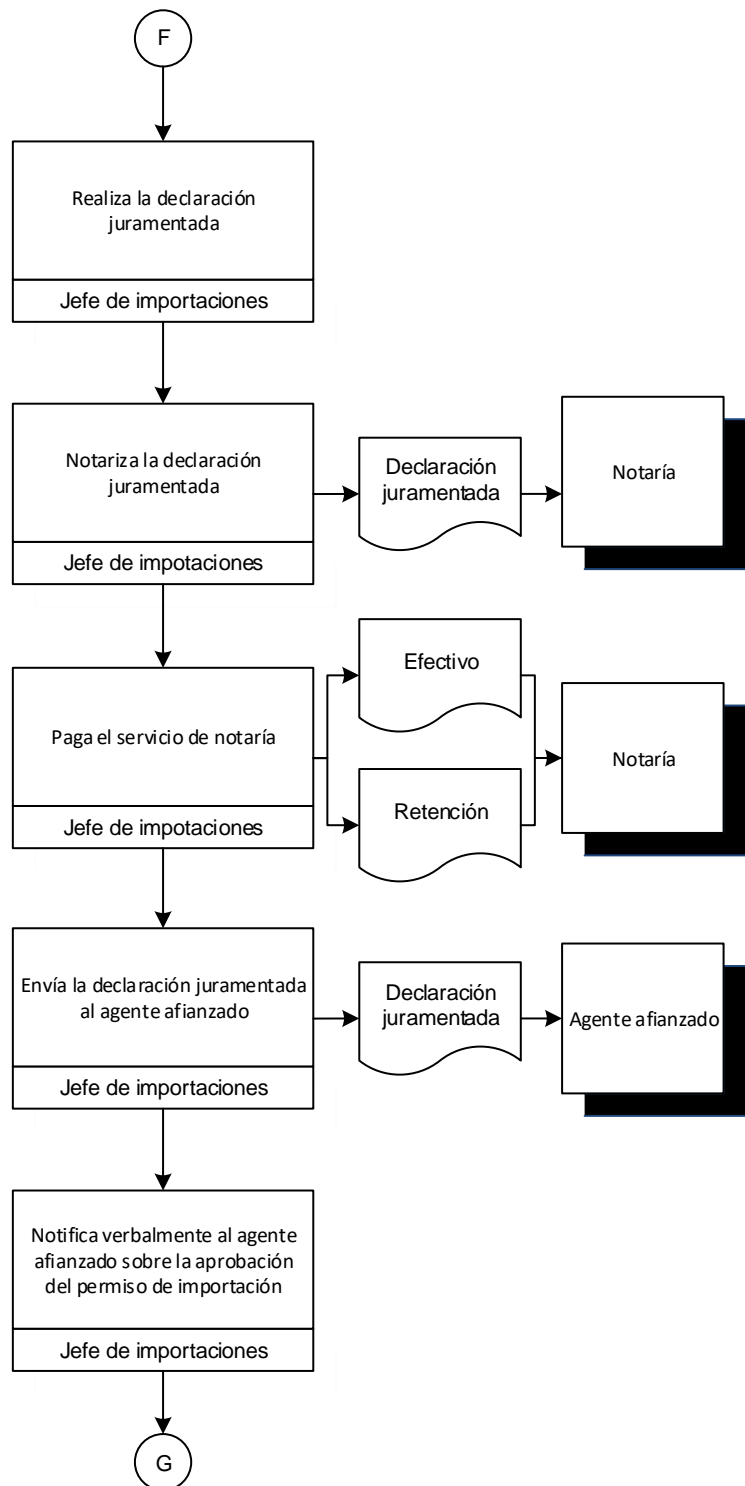 F
Realiza la declaración
juramentada
Jefe de importaciones
Notariza la declaración
juramentada
Jefe de impotaciones
Declaración
juramentada
Notaría
Paga el servicio de notaría
Jefe de impotaciones
Efectivo
Retención
Notaría
Envía la declaración juramentada
al agente afianzado
Jefe de importaciones
Declaración
juramentada
Agente afianzado
Notifica verbalmente al agente
afianzado sobre la aprobación
del permiso de importación
Jefe de importaciones
G